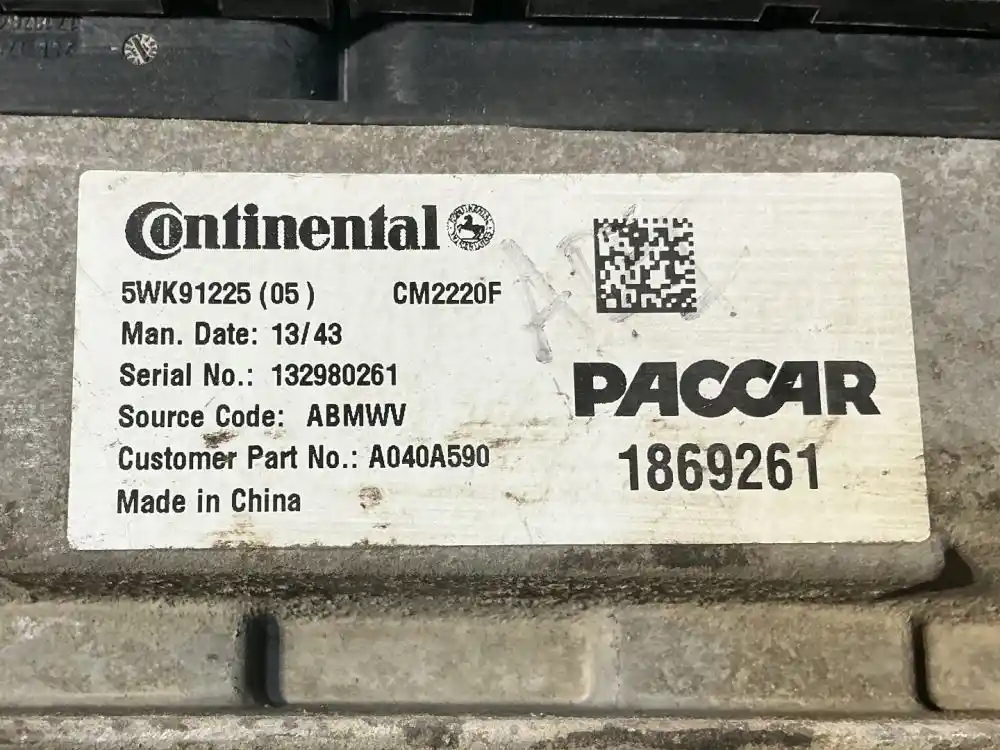 Continental
5WK91225 (05 ) CM2220F
Man. Date: 13/43
Serial No.: 132980261
Source Code: ABMWV
Customer Part No.: A040A590
Made in China
PACCAR
1869261